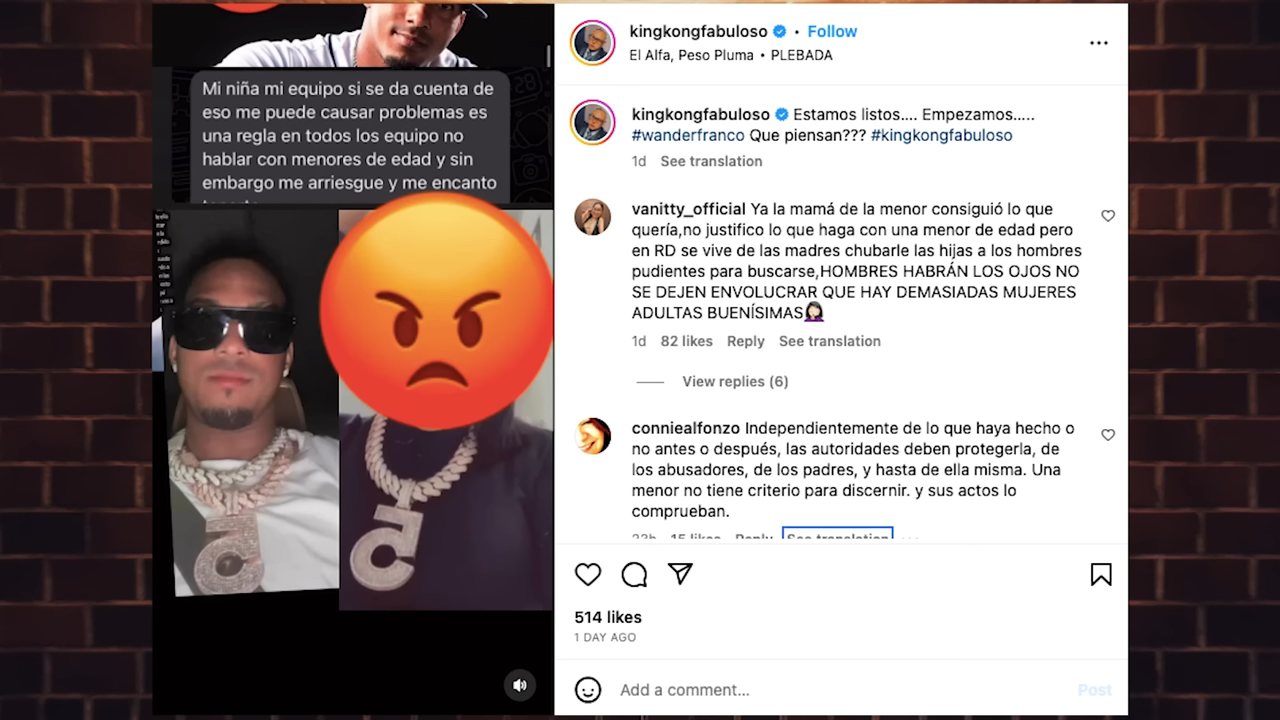 Mi niña mi equipo si se da cuenta de
eso me puede causar problemas es
una regla en todos los equipo no
hablar con menores de edad y sin
embargo me arriesgue y me encanto
kingkongfabuloso • Follow
El Alfa, Peso Pluma • PLEBADA
kingkongfabuloso Estamos listos.... Empezamos.....
#wanderfranco Que piensan??? #kingkongfabuloso
1d See translation
vanitty_official Ya la mamá de la menor consiguió lo que
quería,no justifico lo que haga con una menor de edad pero
en RD se vive de las madres chubarle las hijas a los hombres
pudientes para buscarse,HOMBRES HABRÁN LOS OJOS NO
SE DEJEN ENVOLUCRAR QUE HAY DEMASIADAS MUJERES
ADULTAS BUENÍSIMAS🤦🏻‍♀️
1d 82 likes Reply See translation
View replies (6)
conniealfonzo Independientemente de lo que haya hecho o
no antes o después, las autoridades deben protegerla, de
los abusadores, de los padres, y hasta de ella misma. Una
menor no tiene criterio para discernir. y sus actos lo
comprueban.
23h 15 likes Reply See translation
514 likes
1 DAY AGO
Add a comment...
Post